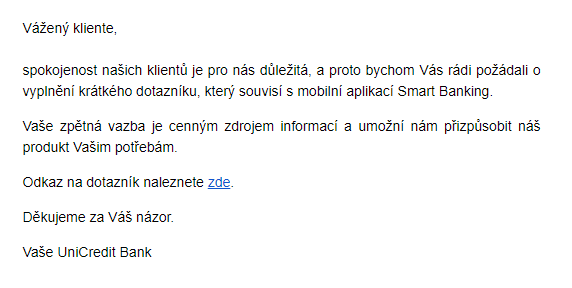 Vážený kliente,
spokojenost našich klientů je pro nás důležitá, a proto bychom Vás rádi požádali o
vyplnění krátkého dotazníku, který souvisí s mobilní aplikací Smart Banking.
Vaše zpětná vazba je cenným zdrojem informací a umožní nám přizpůsobit náš
produkt Vašim potřebám.
Odkaz na dotazník naleznete zde.
Děkujeme za Váš názor.
Vaše UniCredit Bank